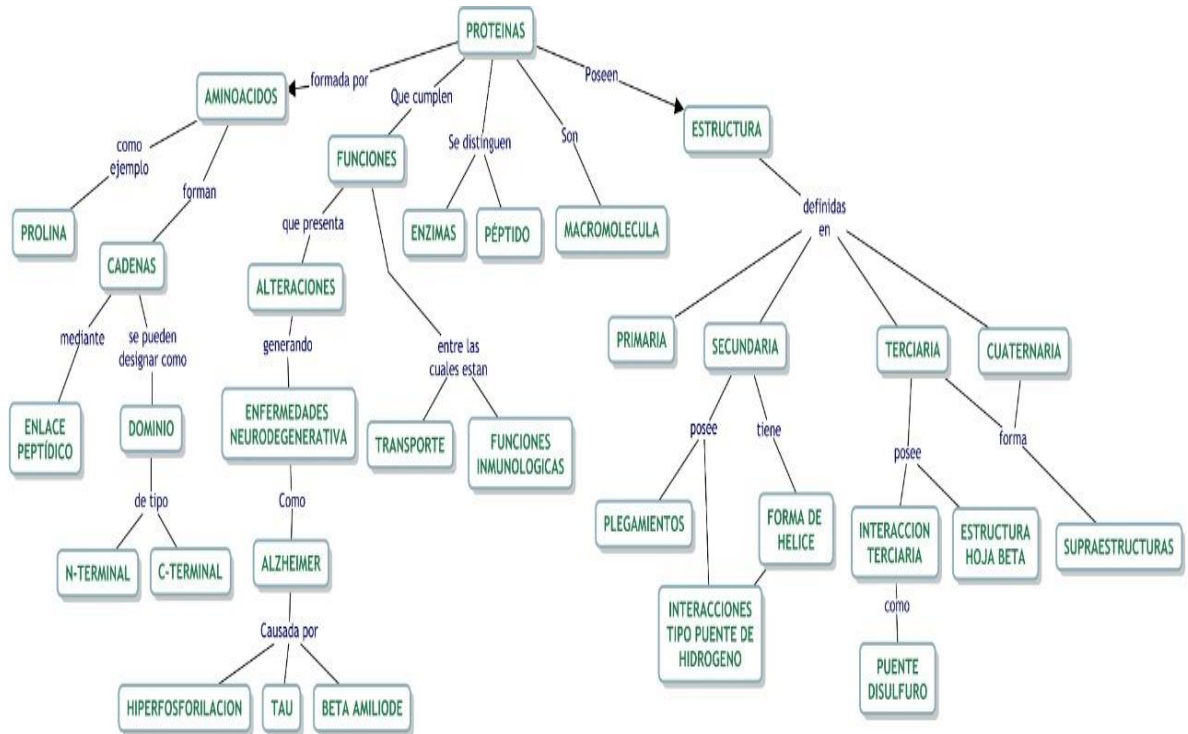 PROTEINAS
formada por
Que cumplen
Se distinguen
Son
Poseen
AMINOACIDOS
FUNCIONES
ESTRUCTURA
como
ejemplo
forman
PROLINA
CADENAS
que presenta
ENZIMAS
PÉPTIDO
MACROMOLECULA
definidas
en
ALTERACIONES
mediante
se pueden
designar como
generando
entre las
cuales estan
PRIMARIA
SECUNDARIA
TERCIARIA
CUATERNARIA
ENLACE
PEPTÍDICO
DOMINIO
ENFERMEDADES
NEURODEGENERATIVA
TRANSPORTE
FUNCIONES
INMUNOLOGICAS
posee
tiene
posee
forma
de tipo
Como
PLEGAMIENTOS
FORMA DE
HELICE
INTERACCION
TERCIARIA
ESTRUCTURA
HOJA BETA
SUPRAESTRUCTURAS
N-TERMINAL
C-TERMINAL
ALZHEIMER
INTERACCIONES
TIPO PUENTE DE
HIDROGENO
como
Causada por
PUENTE
DISULFURO
HIPERFOSFORILACION
TAU
BETA AMILIODE